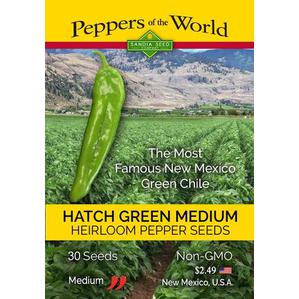 Peppers of the World
SANDIA SEED
COMPANY
The Most
Famous New Mexico
Green Chile
HATCH GREEN MEDIUM
HEIRLOOM PEPPER SEEDS
30 Seeds
Non-GMO
$2.49
Medium
New Mexico, U.S.A.